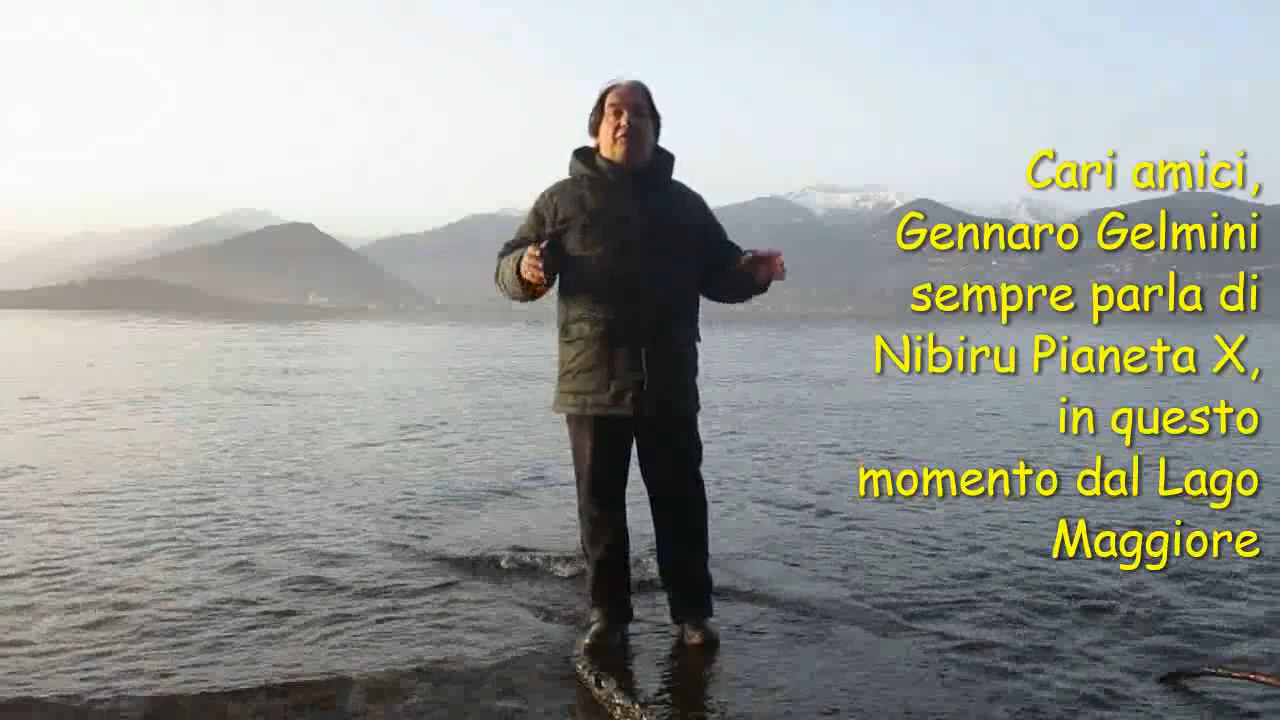 Cari amici,
Gennaro Gelmini
sempre parla di
Nibiru Pianeta X,
in questo
momento dal Lago
Maggiore